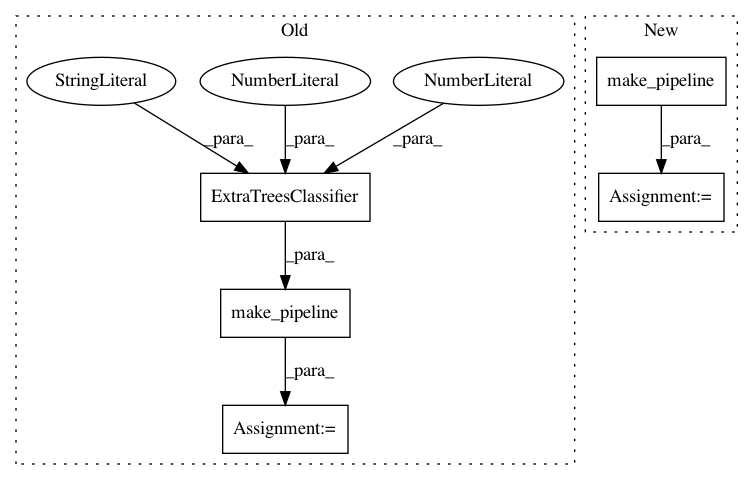 Old
New
StringLiteral
NumberLiteral
NumberLiteral
make_pipeline
_para_
_para_
_para_
_para_
ExtraTreesClassifier
Assignment:=
_para_
make_pipeline
_para_
Assignment:=